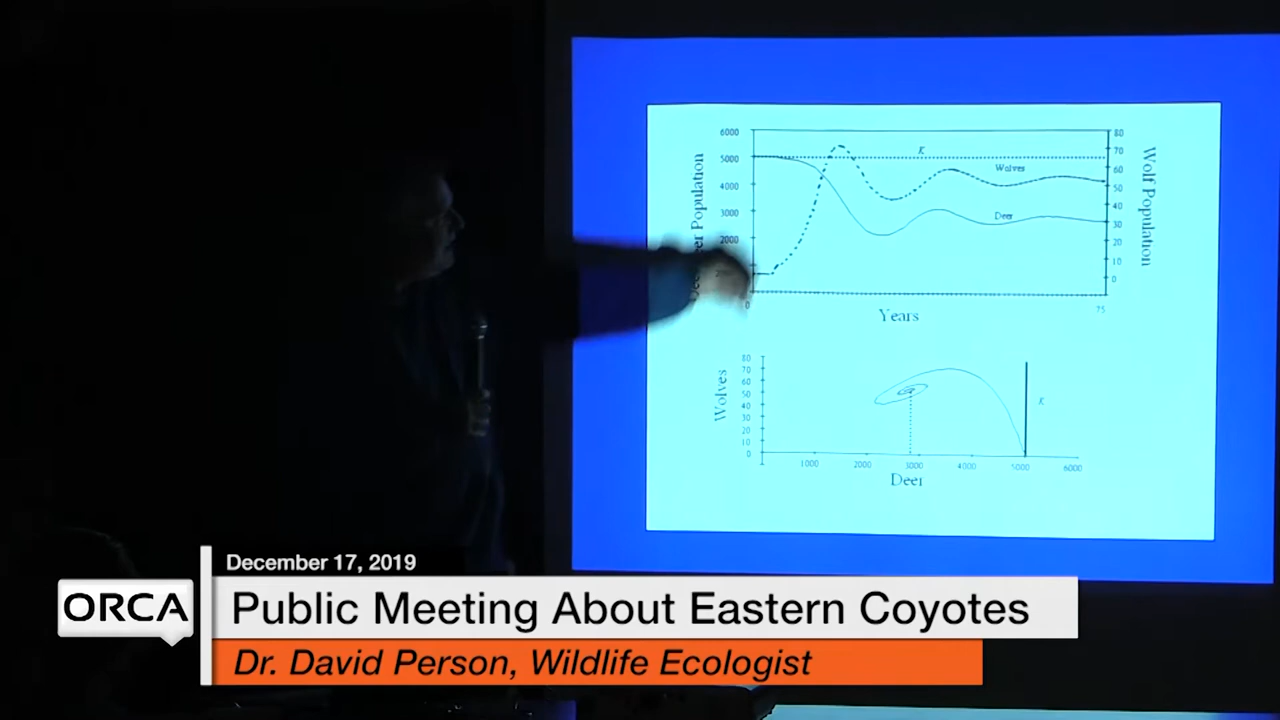 6000
5000
4000
3000
2000
0
80
70
60
50
40
30
20
10
0
K
Wolves
Deer
Population
Wolf Population
Years
75
80
70
60
50
40
30
20
10
0
Wolves
K
1000
2000
3000
4000
5000
6000
Deer
December 17, 2019
ORCA
Public Meeting About Eastern Coyotes
Dr. David Person, Wildlife Ecologist